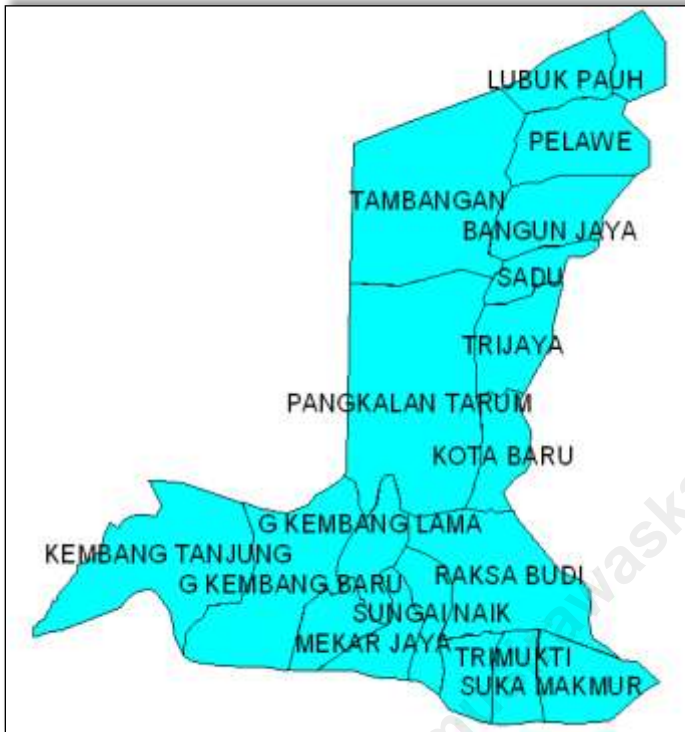 LUBUK PAUH
PELAWE
TAMBANGAN
BANGUN JAYA
SADU
TRIJAYA
PANGKALAN TARUM
KOTA BARU
G KEMBANG LAMA
KEMBANG TANJUNG
RAKSA BUDI
G KEMBANG BARU
SUNGAI NAIK
MEKAR JAYA
TRIMUKTI
SUKA MAKMUR